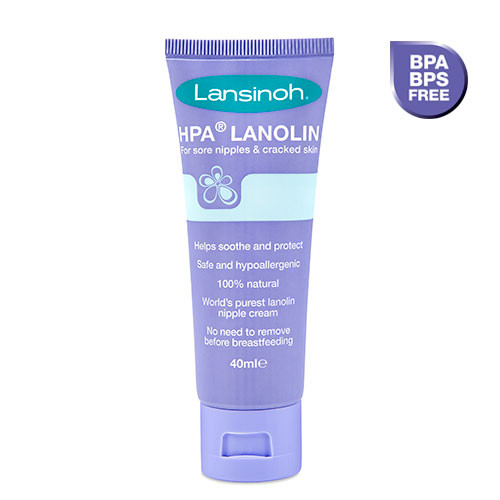 BPA
BPS
FREE
Lansinoh®
HPA® LANOLIN
For sore nipples & cracked skin
Helps soothe and protect
Safe and hypoallergenic
100% natural
World's purest lanolin
nipple cream
No need to remove
before breastfeeding
40ml℮